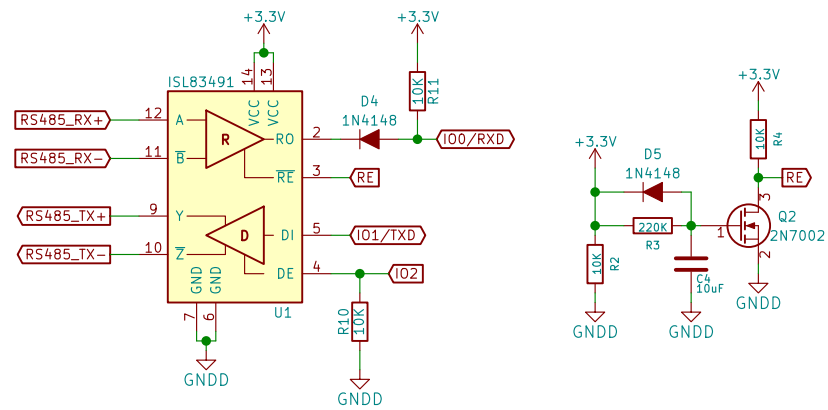 +3.3V
+3.3V
ISL83491
14
13
VCC
VCC
D4
1N4148
10K
R11
RS485_RX+
12
A
R
RO
2
IO0/RXD
RS485_RX-
11
B
RE
3
RE
RS485_TX+
9
Y
D
DI
5
IO1/TXD
RS485_TX-
10
Z
DE
4
IO2
GND
GND
7
6
U1
R10
10K
GNDD
GNDD
+3.3V
+3.3V
D5
1N4148
10K
R4
RE
3
Q2
2N7002
1
2
220K
R3
10K
R2
C4
10uF
GNDD
GNDD
GNDD